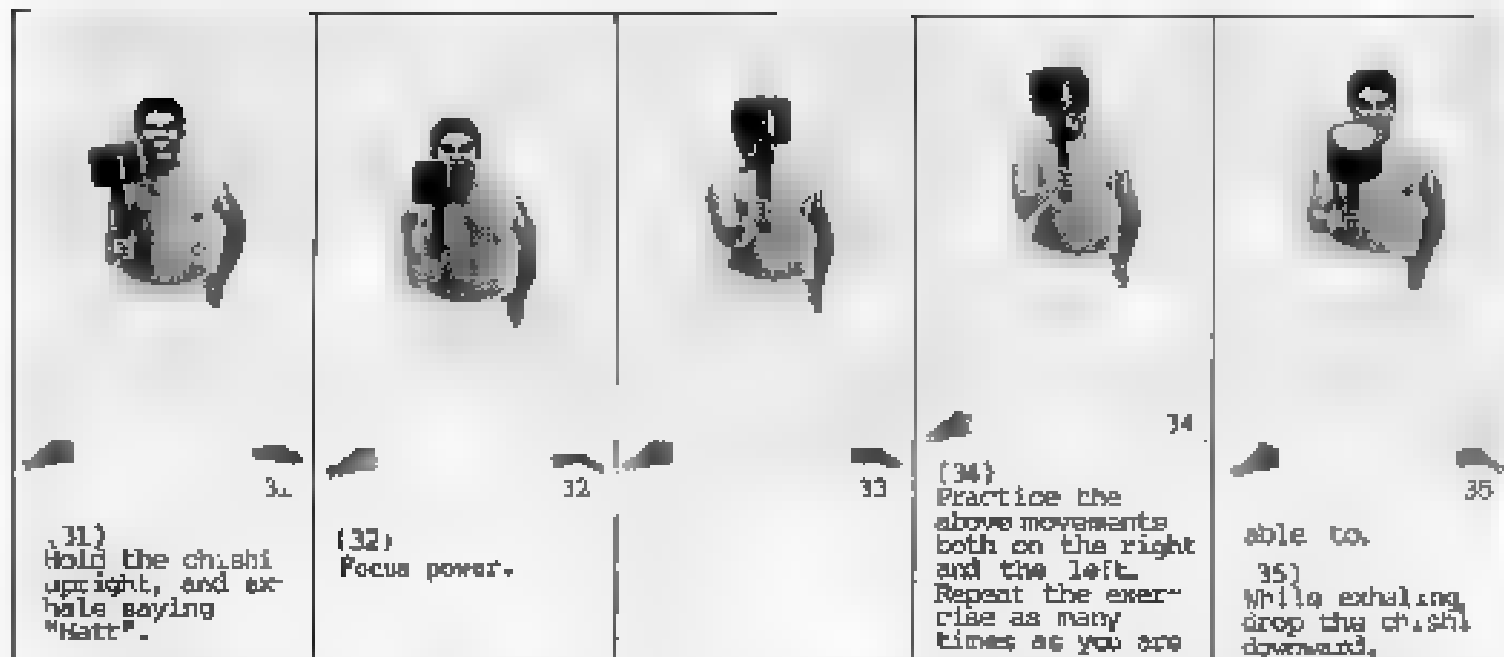 31
32
33
34
35
31)
Hold the chishi
upright, and ex-
hale saying
"Hatt".
(32)
Focus power.
(34)
Practice the
above movements
both on the right
and the left.
Repeat the exer-
cise as many
times as you are
able to.
35)
While exhaling
drop the chishi
downward.